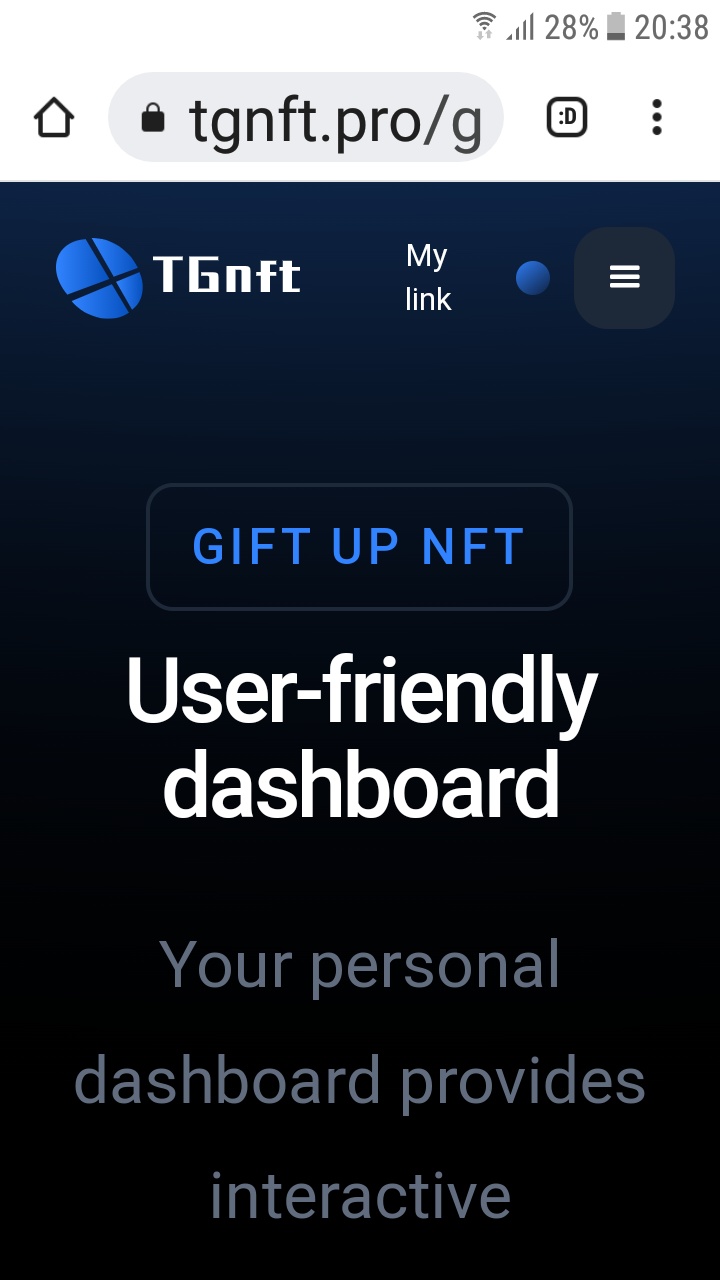 28% 20:38
tgnft.pro/g :D
TGnft
My
link
GIFT UP NFT
User-friendly
dashboard
Your personal
dashboard provides
interactive